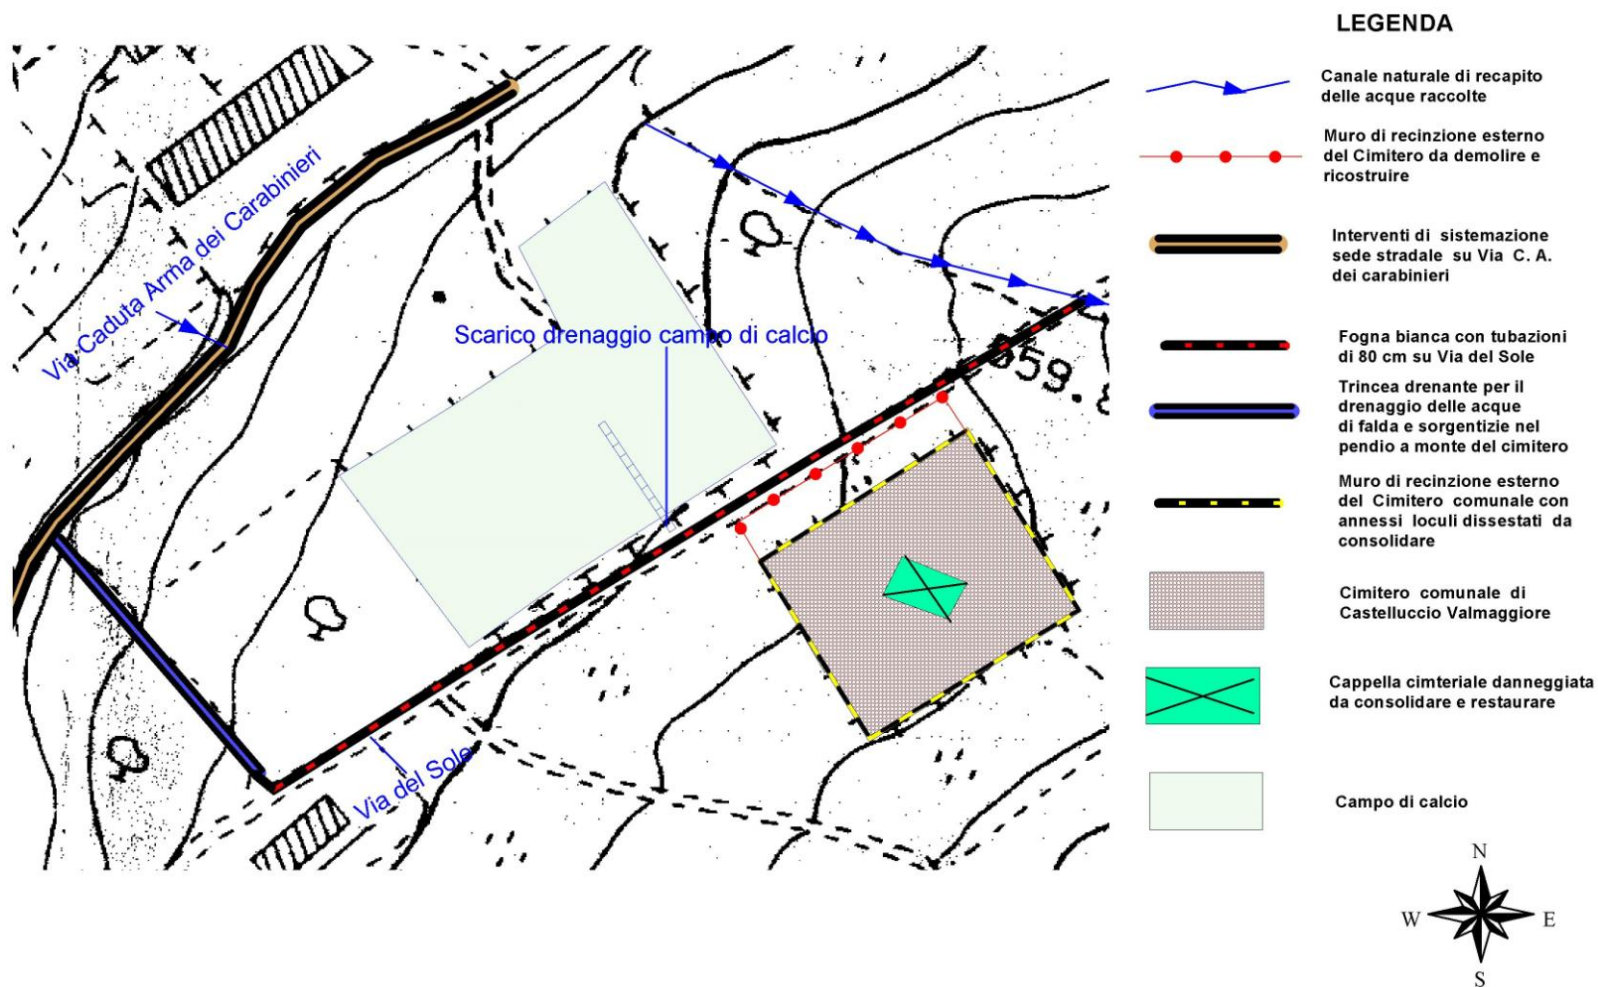 LEGENDA
Canale naturale di recapito
delle acque raccolte
Muro di recinzione esterno
del Cimitero da demolire e
ricostruire
Interventi di sistemazione
sede stradale su Via C. A.
dei carabinieri
Fogna bianca con tubazioni
di 80 cm su Via del Sole
Trincea drenante per il
drenaggio delle acque
di falda e sorgentizie nel
pendio a monte del cimitero
Muro di recinzione esterno
del Cimitero comunale con
annessi loculi dissestati da
consolidare
Cimitero comunale di
Castelluccio Valmaggiore
Cappella cimteriale danneggiata
da consolidare e restaurare
Campo di calcio
N
W
E
S
Via Caduta Arma dei Carabinieri
Scarico drenaggio campo di calcio
Via del Sole